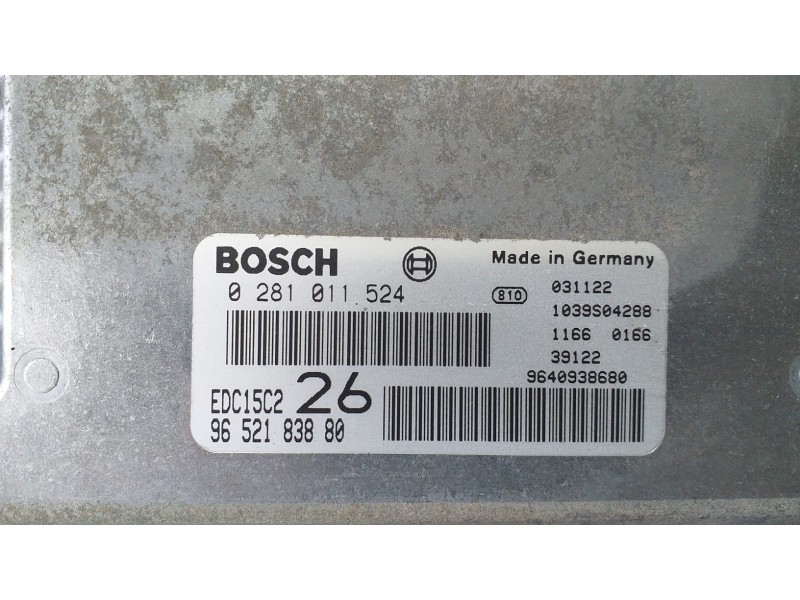 BOSCH
Made in Germany
0 281 011 524
810
031122
1039S04288
1166 0166
39122
9640938680
EDC15C2 26
96 521 838 80